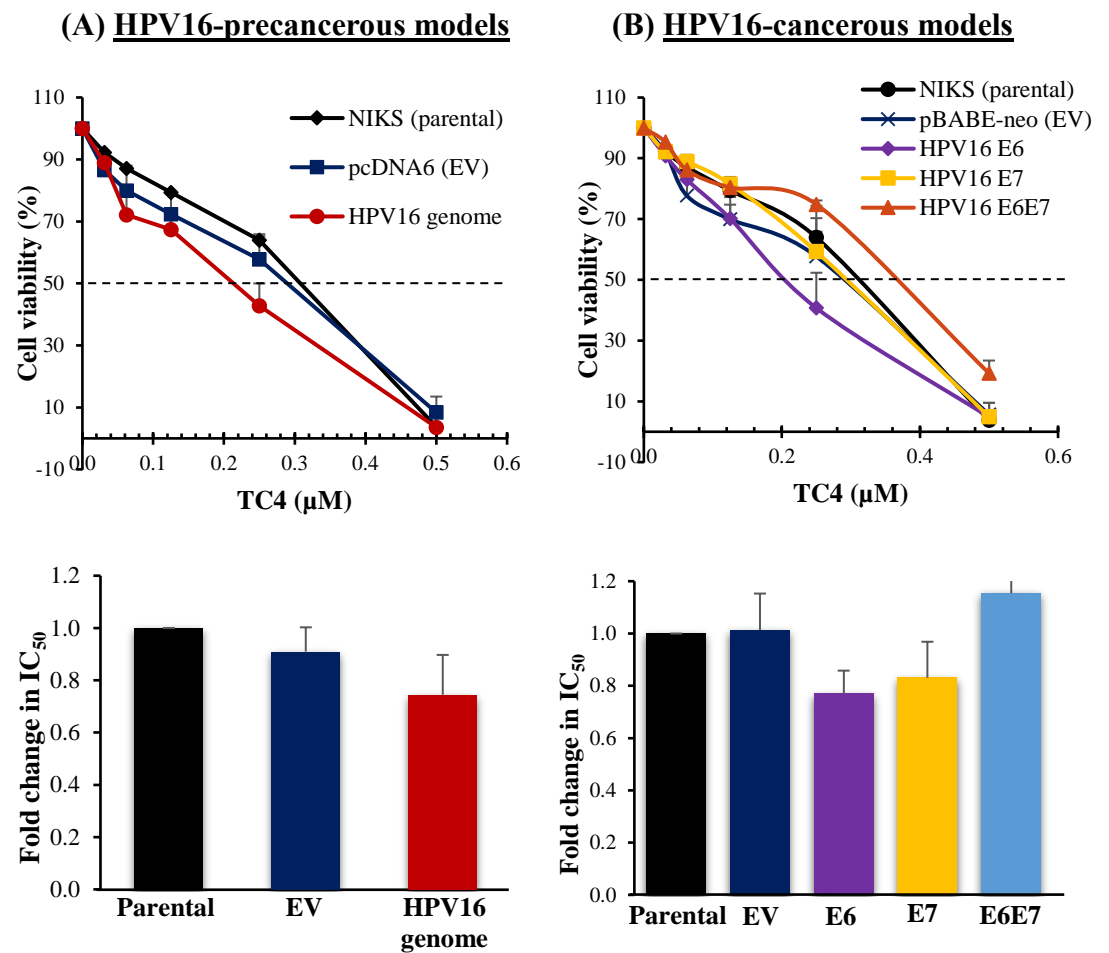 (A) HPV16-precancerous models
110
90
70
50
30
10
-10
Cell viability (%)
NIKS (parental)
pcDNA6 (EV)
HPV16 genome
0.0 0.1 0.2 0.3 0.4 0.5 0.6
TC4 (µM)
(B) HPV16-cancerous models
110
90
70
50
30
10
-10
Cell viability (%)
NIKS (parental)
pBABE-neo (EV)
HPV16 E6
HPV16 E7
HPV16 E6E7
0.0 0.2 0.4 0.6
TC4 (µM)
1.2
1.0
0.8
0.6
0.4
0.2
0.0
Fold change in IC50
Parental EV HPV16
genome
1.2
1.0
0.8
0.6
0.4
0.2
0.0
Fold change in IC50
Parental EV E6 E7 E6E7